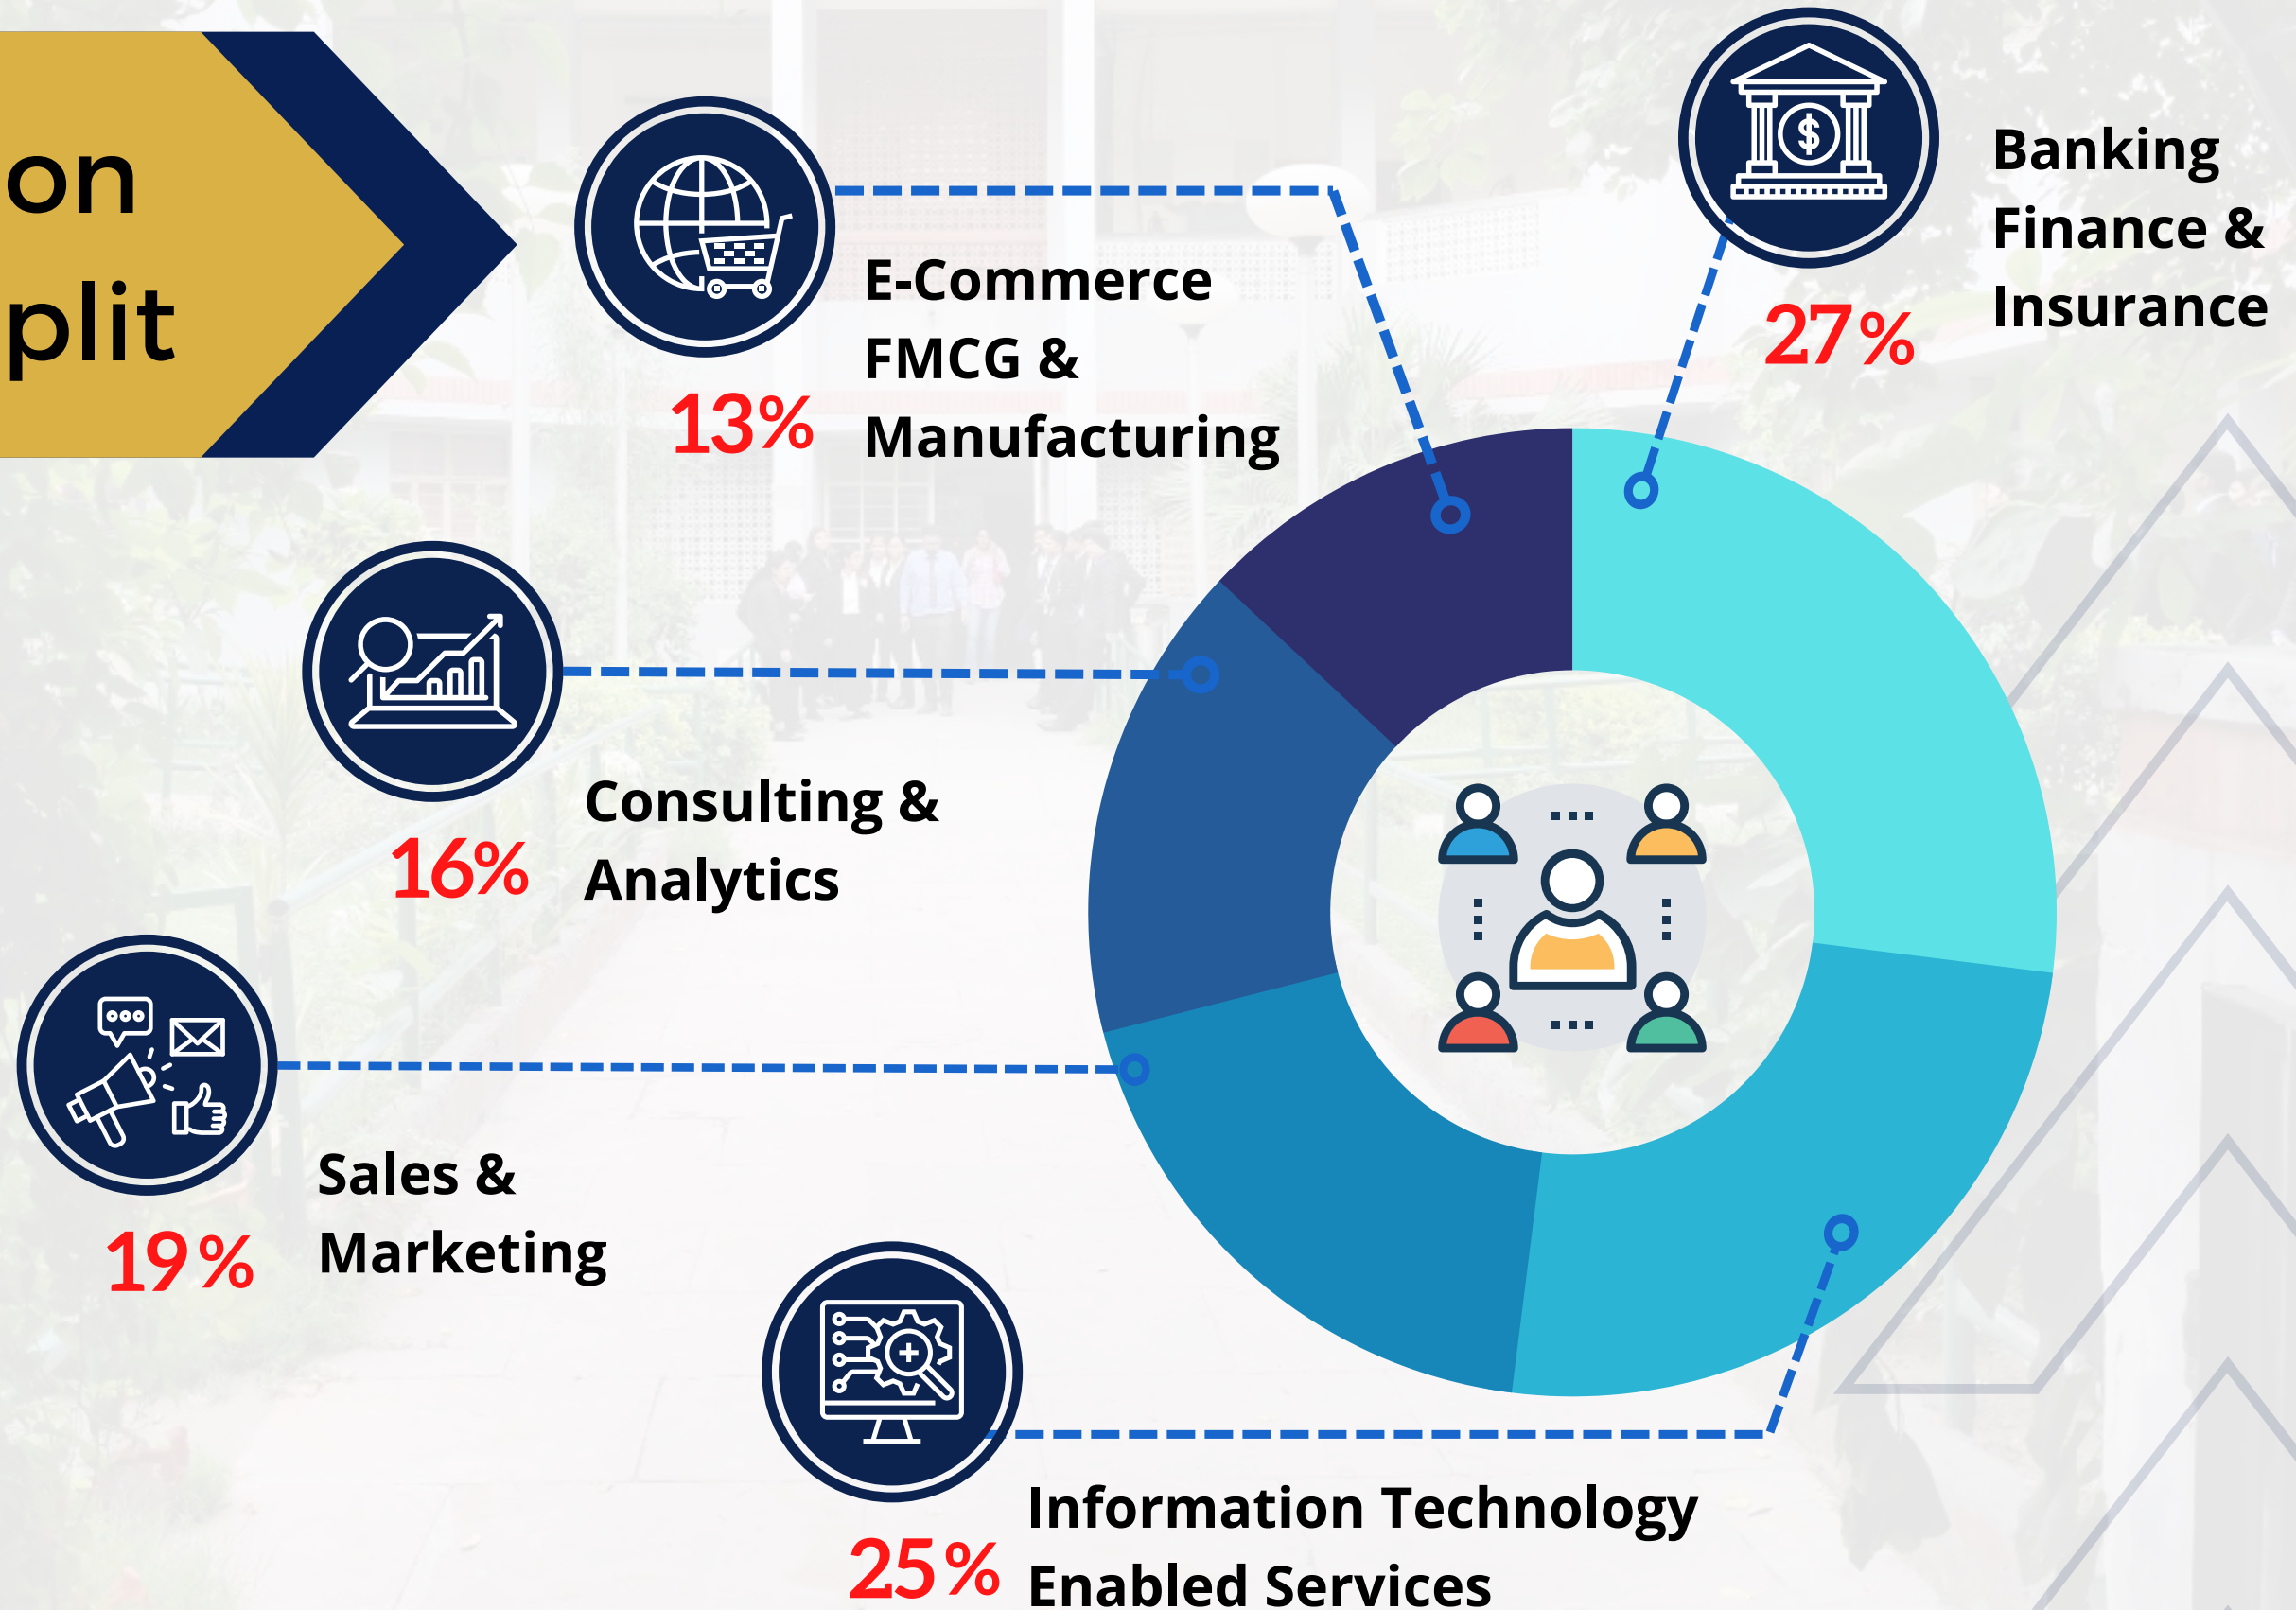 on
plit
E-Commerce
FMCG &
Manufacturing
13%
Banking
Finance &
Insurance
27%
Consulting &
Analytics
16%
Sales &
Marketing
19%
Information Technology
Enabled Services
25%